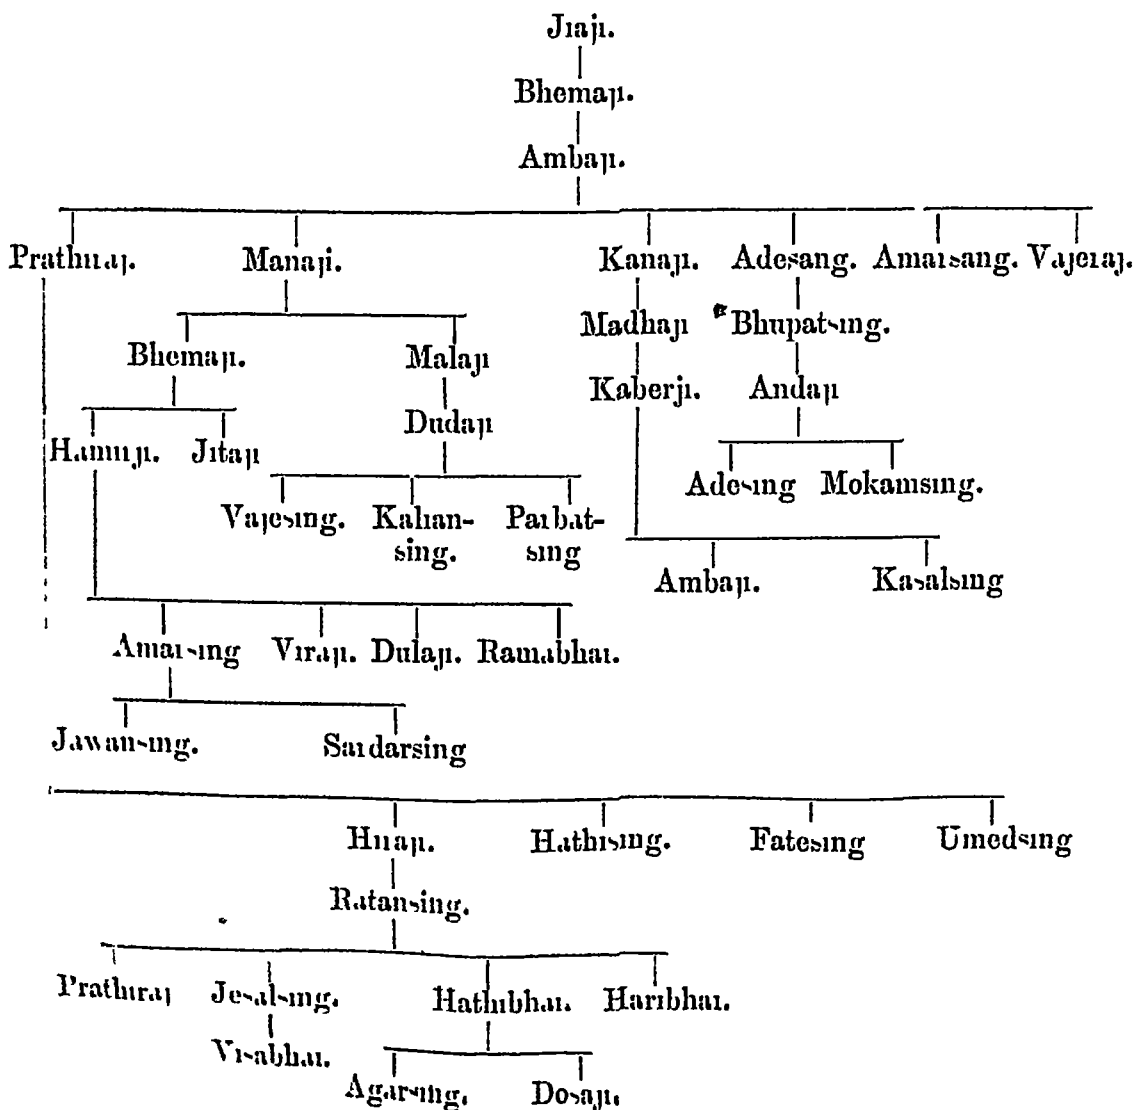 Jiaji.
Bhemaji.
Ambaji.
Prathiraj. Manaji. Kanaji. Adesang. Amarsang. Vajeraj.
Madhaji Bhupatsing.
Bhemaji. Malaji
Kaberji. Andaji
Dudaji
Hamirji. Jitaji
Adesing Mokamsing.
Vajesing. Kalian- Parbat-
sing. sing
Ambaji. Kasalsing
Amarsing Viraji. Dulaji. Ramabhai.
Jawansing. Sardarsing
Hiraji. Hathising. Fatesing Umedsing
Ratansing.
Prathiraj Jesalsing. Hathibhai. Haribhai.
Visabhai.
Agarsing. Dosaji.